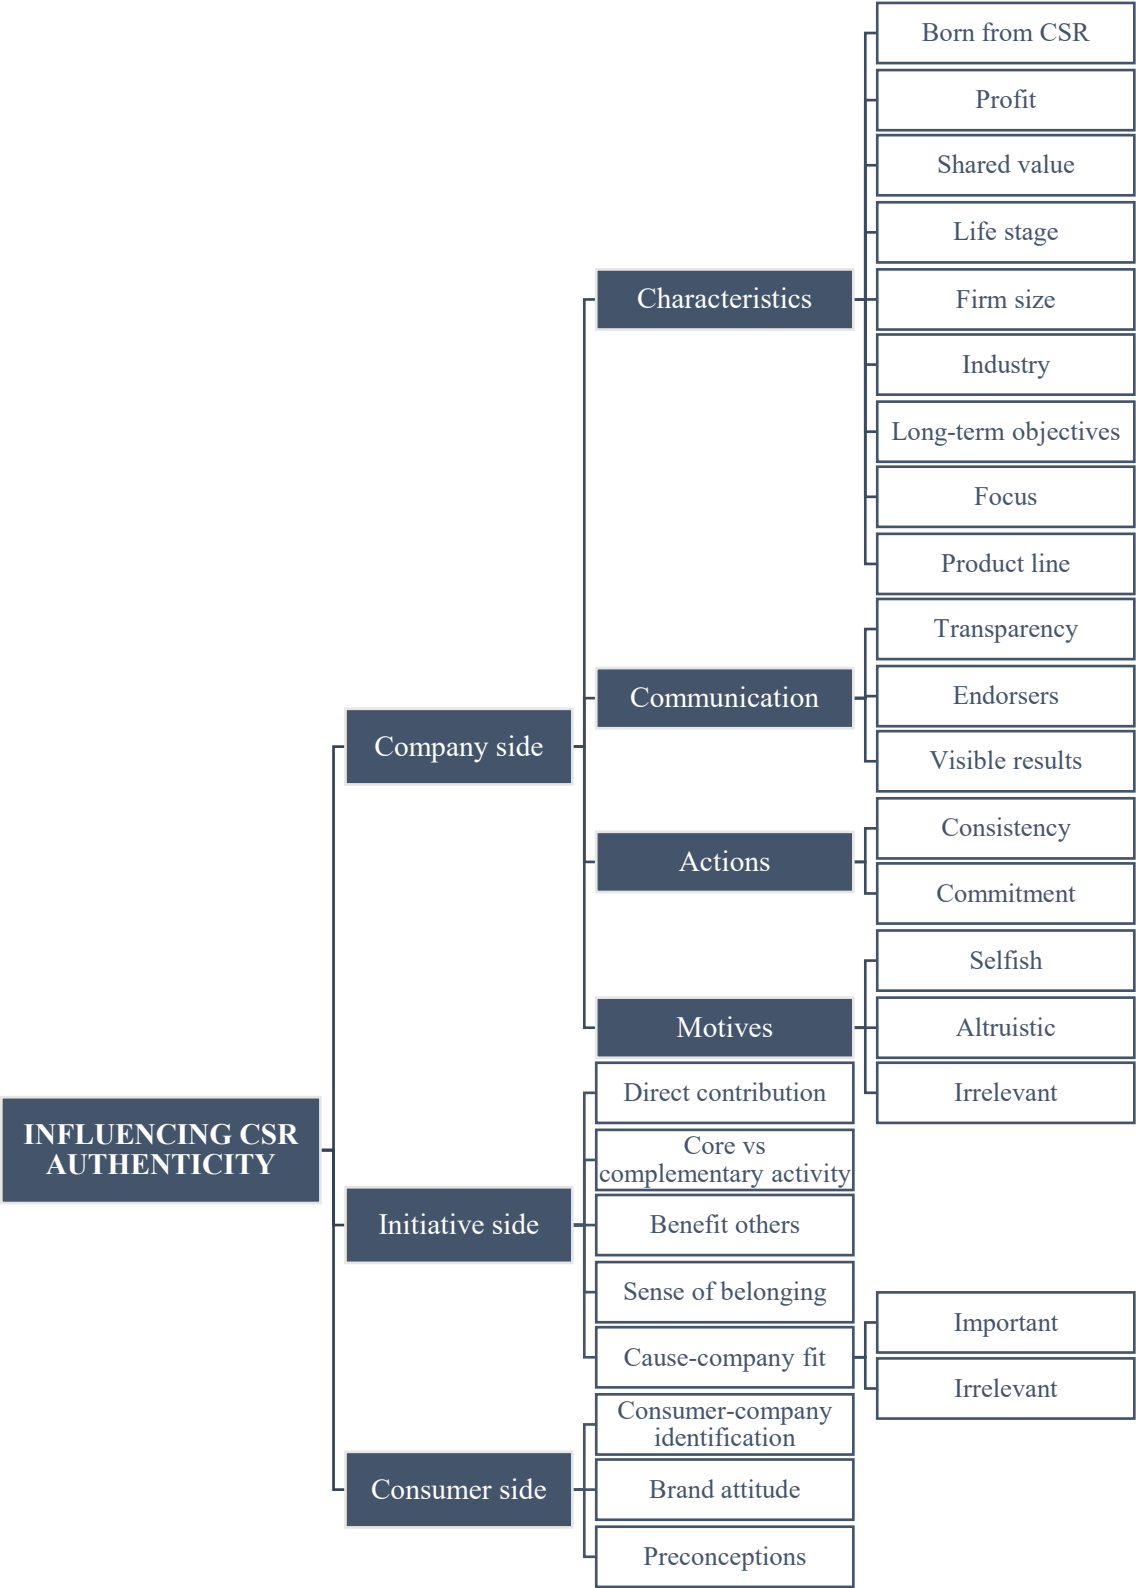 INFLUENCING CSR
AUTHENTICITY
Company side
Characteristics
Born from CSR
Profit
Shared value
Life stage
Firm size
Industry
Long-term objectives
Focus
Product line
Communication
Transparency
Endorsers
Visible results
Actions
Consistency
Commitment
Motives
Selfish
Altruistic
Irrelevant
Initiative side
Direct contribution
Core vs
complementary activity
Benefit others
Sense of belonging
Cause-company fit
Important
Irrelevant
Consumer side
Consumer-company
identification
Brand attitude
Preconceptions